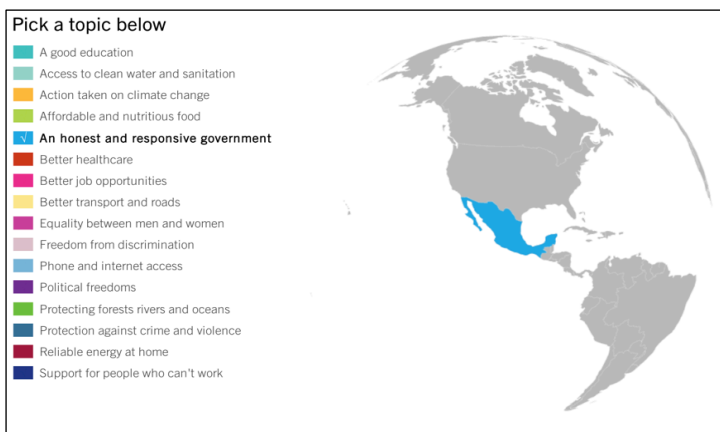 Pick a topic below
A good education
Access to clean water and sanitation
Action taken on climate change
Affordable and nutritious food
√ An honest and responsive government
Better healthcare
Better job opportunities
Better transport and roads
Equality between men and women
Freedom from discrimination
Phone and internet access
Political freedoms
Protecting forests rivers and oceans
Protection against crime and violence
Reliable energy at home
Support for people who can't work